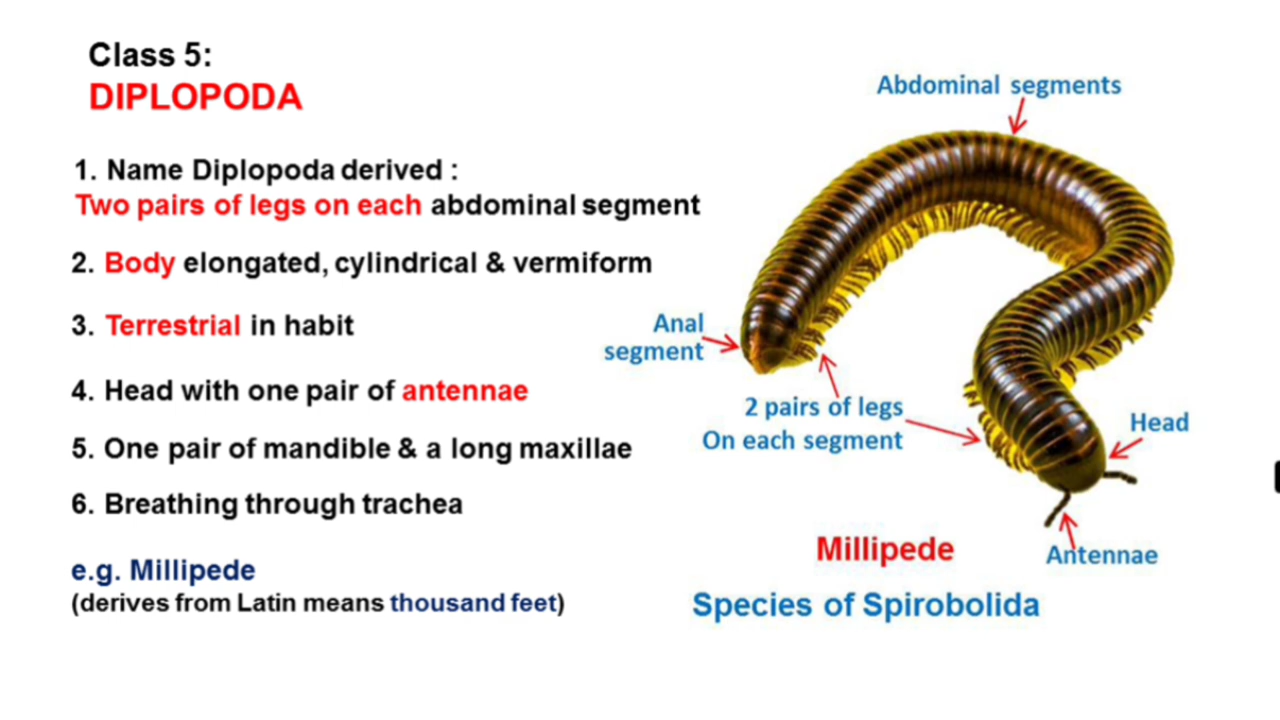 Class 5:
DIPLOPODA
1. Name Diplopoda derived :
Two pairs of legs on each abdominal segment
2. Body elongated, cylindrical & vermiform
3. Terrestrial in habit
4. Head with one pair of antennae
5. One pair of mandible & a long maxillae
6. Breathing through trachea
e.g. Millipede
(derives from Latin means thousand feet)
Abdominal segments
Anal
segment
2 pairs of legs
On each segment
Head
Antennae
Millipede
Species of Spirobolida